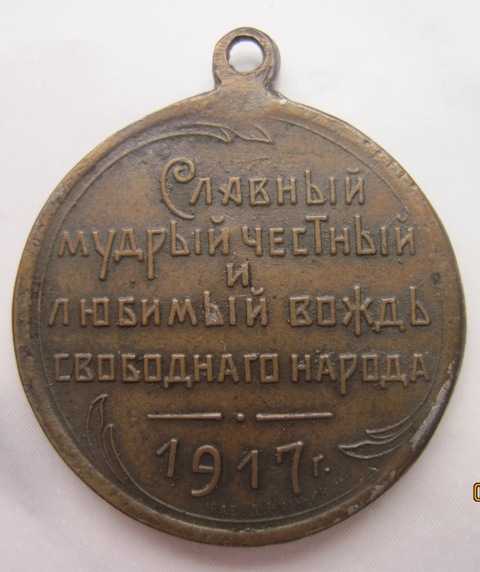 Славный
мудрый честный
и
любимый вождь
свободнаго народа
1917 г.